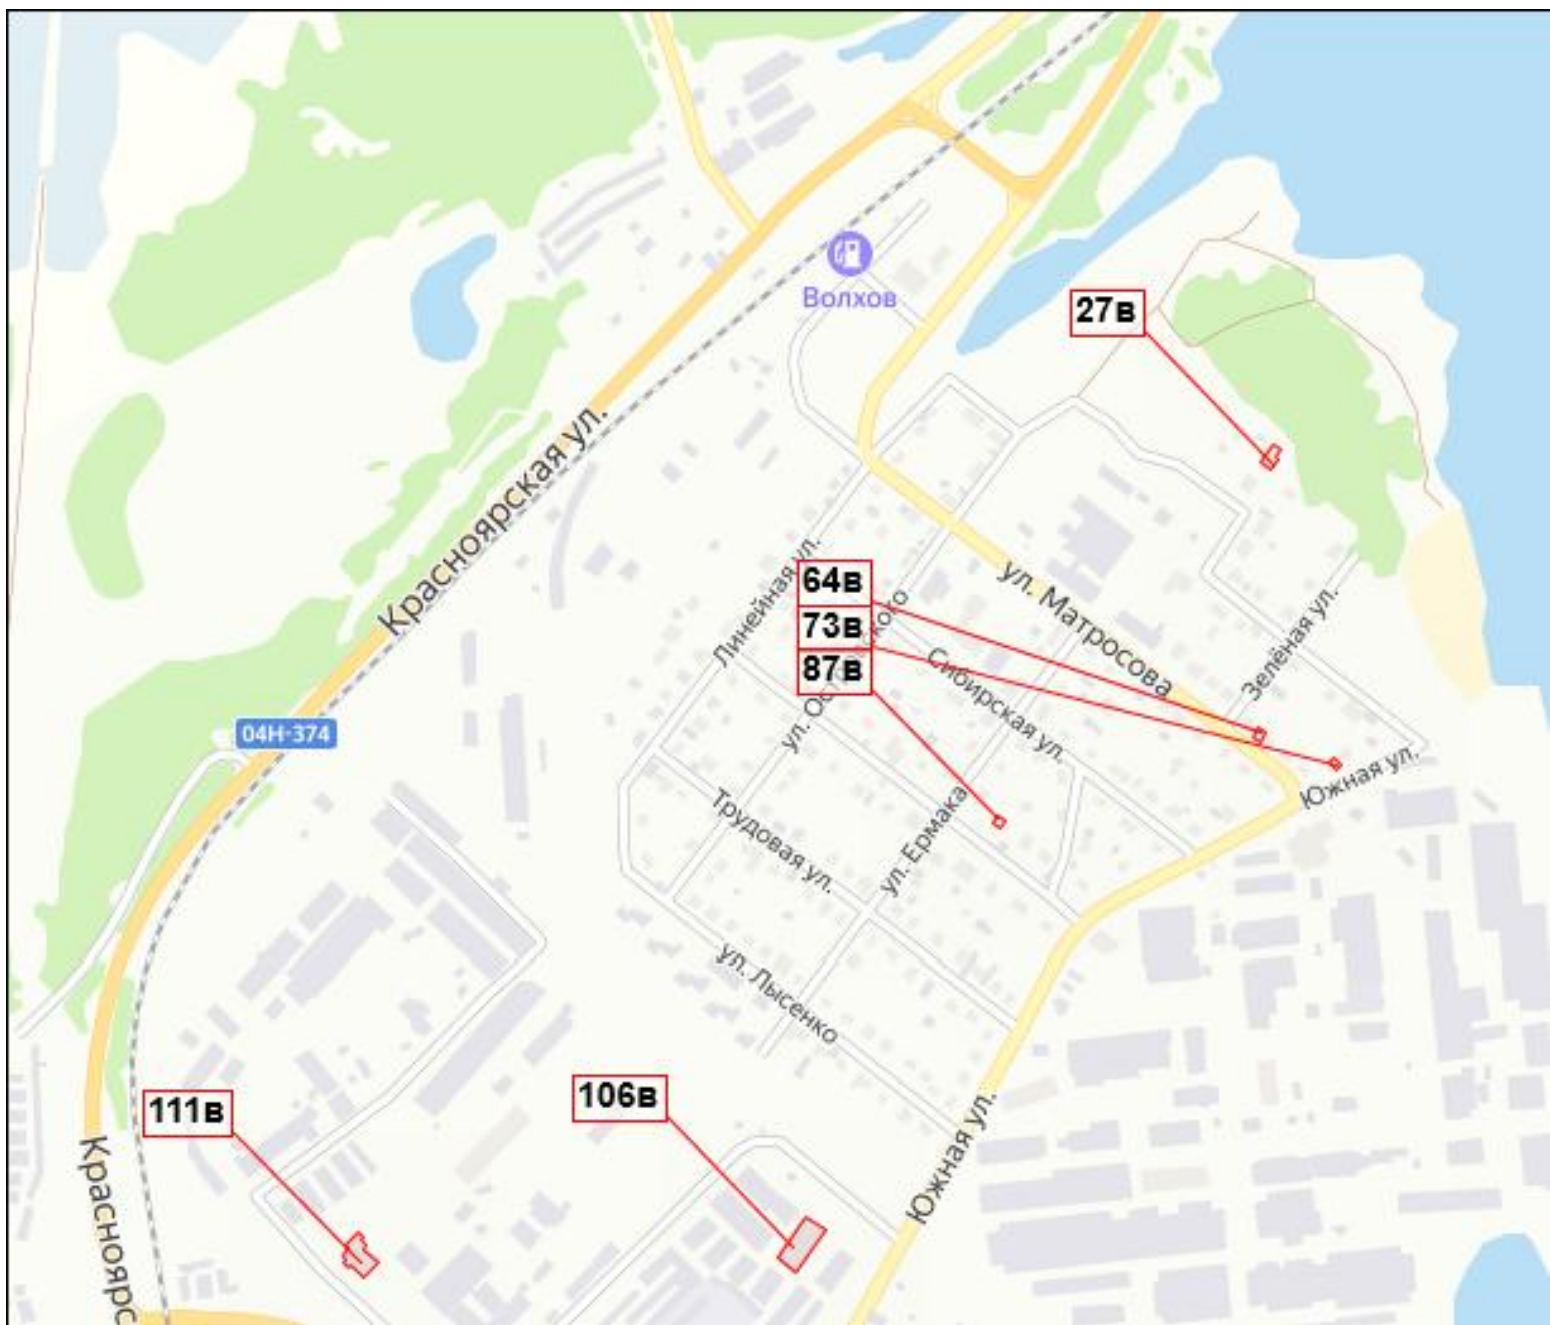 Волхов
27в
Красноярская ул.
Линейная ул.
64в
73в
87в
ул. Матросова
Сибирская ул.
Зелёная ул.
04Н-374
Южная ул.
Трудовая ул.
ул. Ермака
ул. Лысенко
111в
106в
Южная ул.
Краснояр